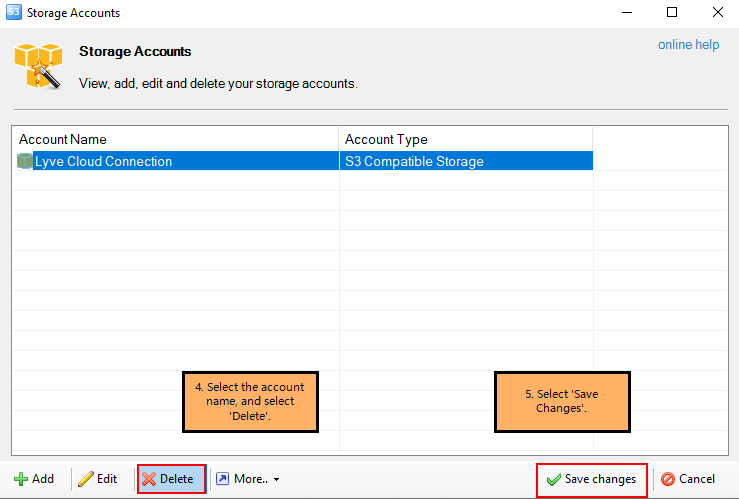 S3 Storage Accounts
Storage Accounts
online help
View, add, edit and delete your storage accounts.
Account Name Account Type
Lyve Cloud Connection S3 Compatible Storage
4. Select the account
name, and select
'Delete'.
5. Select 'Save
Changes'.
Add Edit Delete More.. Save changes Cancel